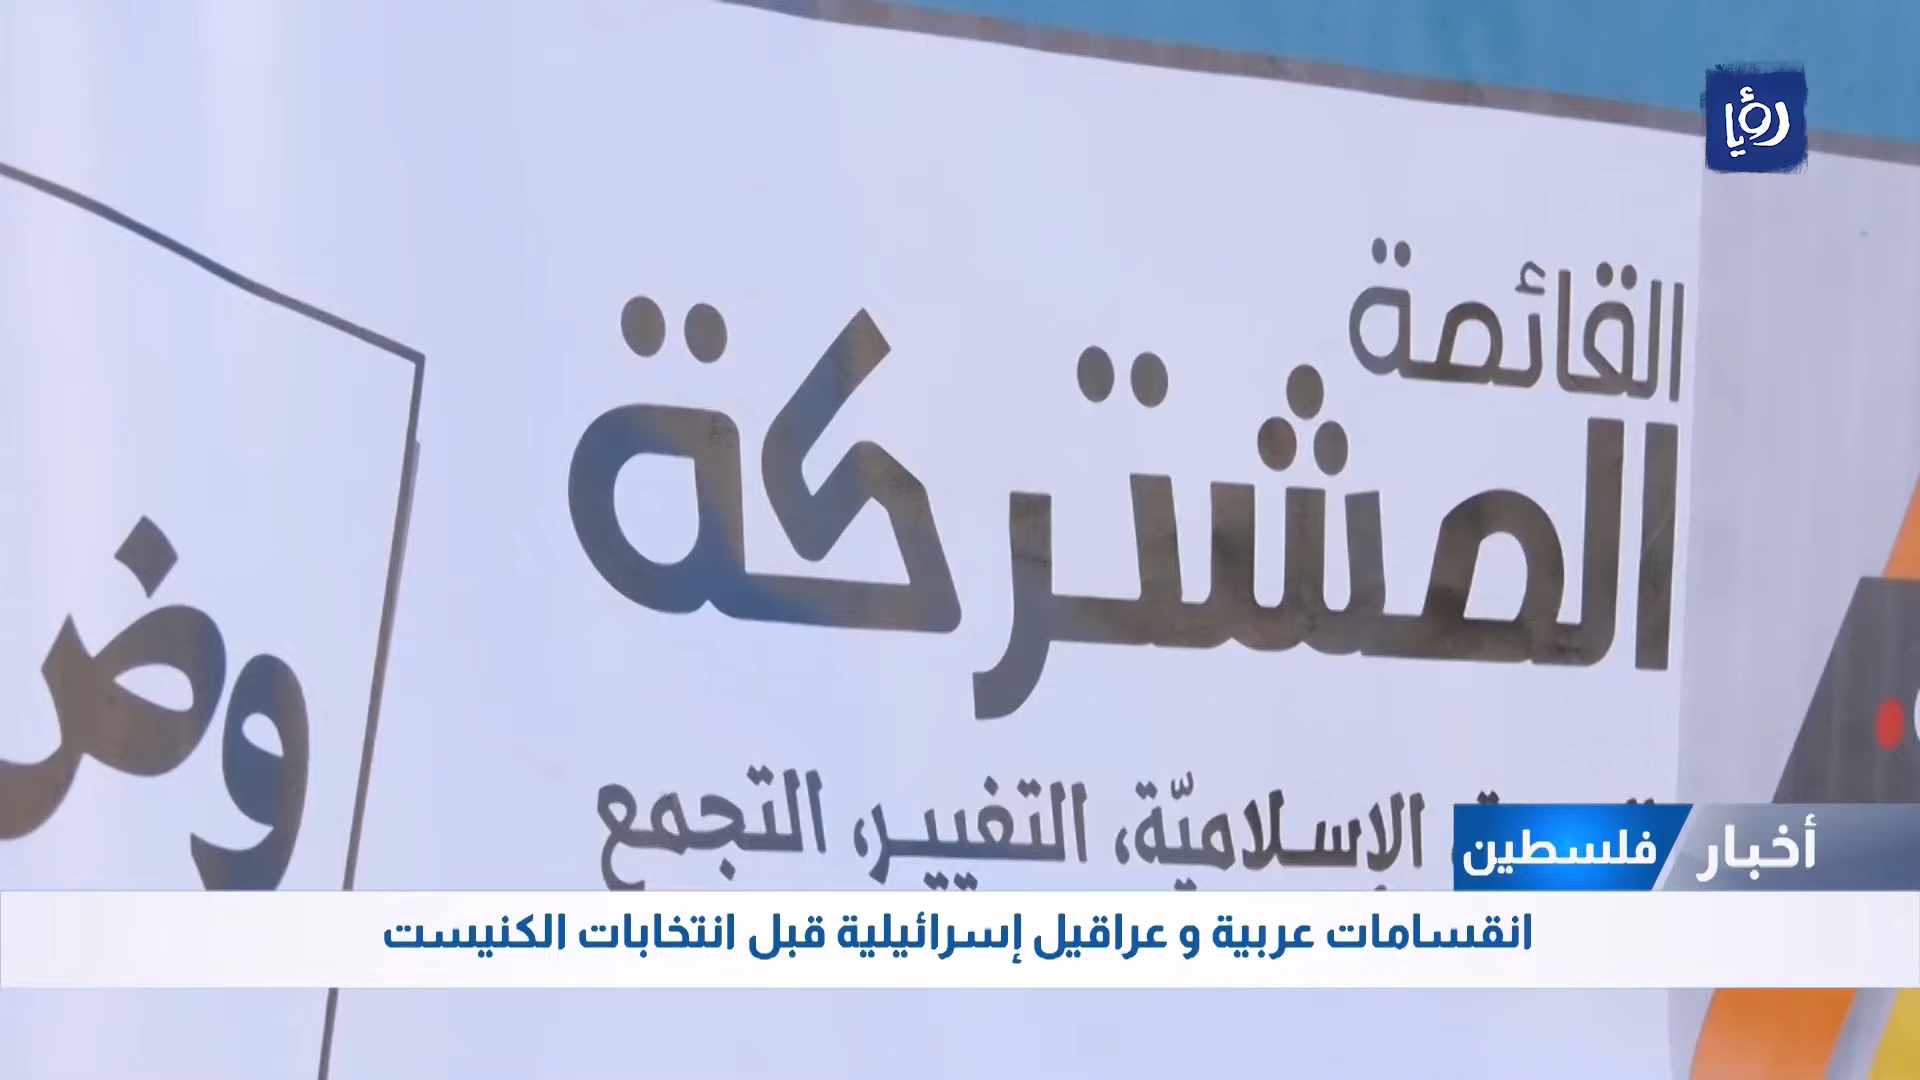 رؤيا
القائمة
المشتركة
الإسلاميّة، التغيير، التجمع
أخبار فلسطين
انقسامات عربية و عراقيل إسرائيلية قبل انتخابات الكنيست